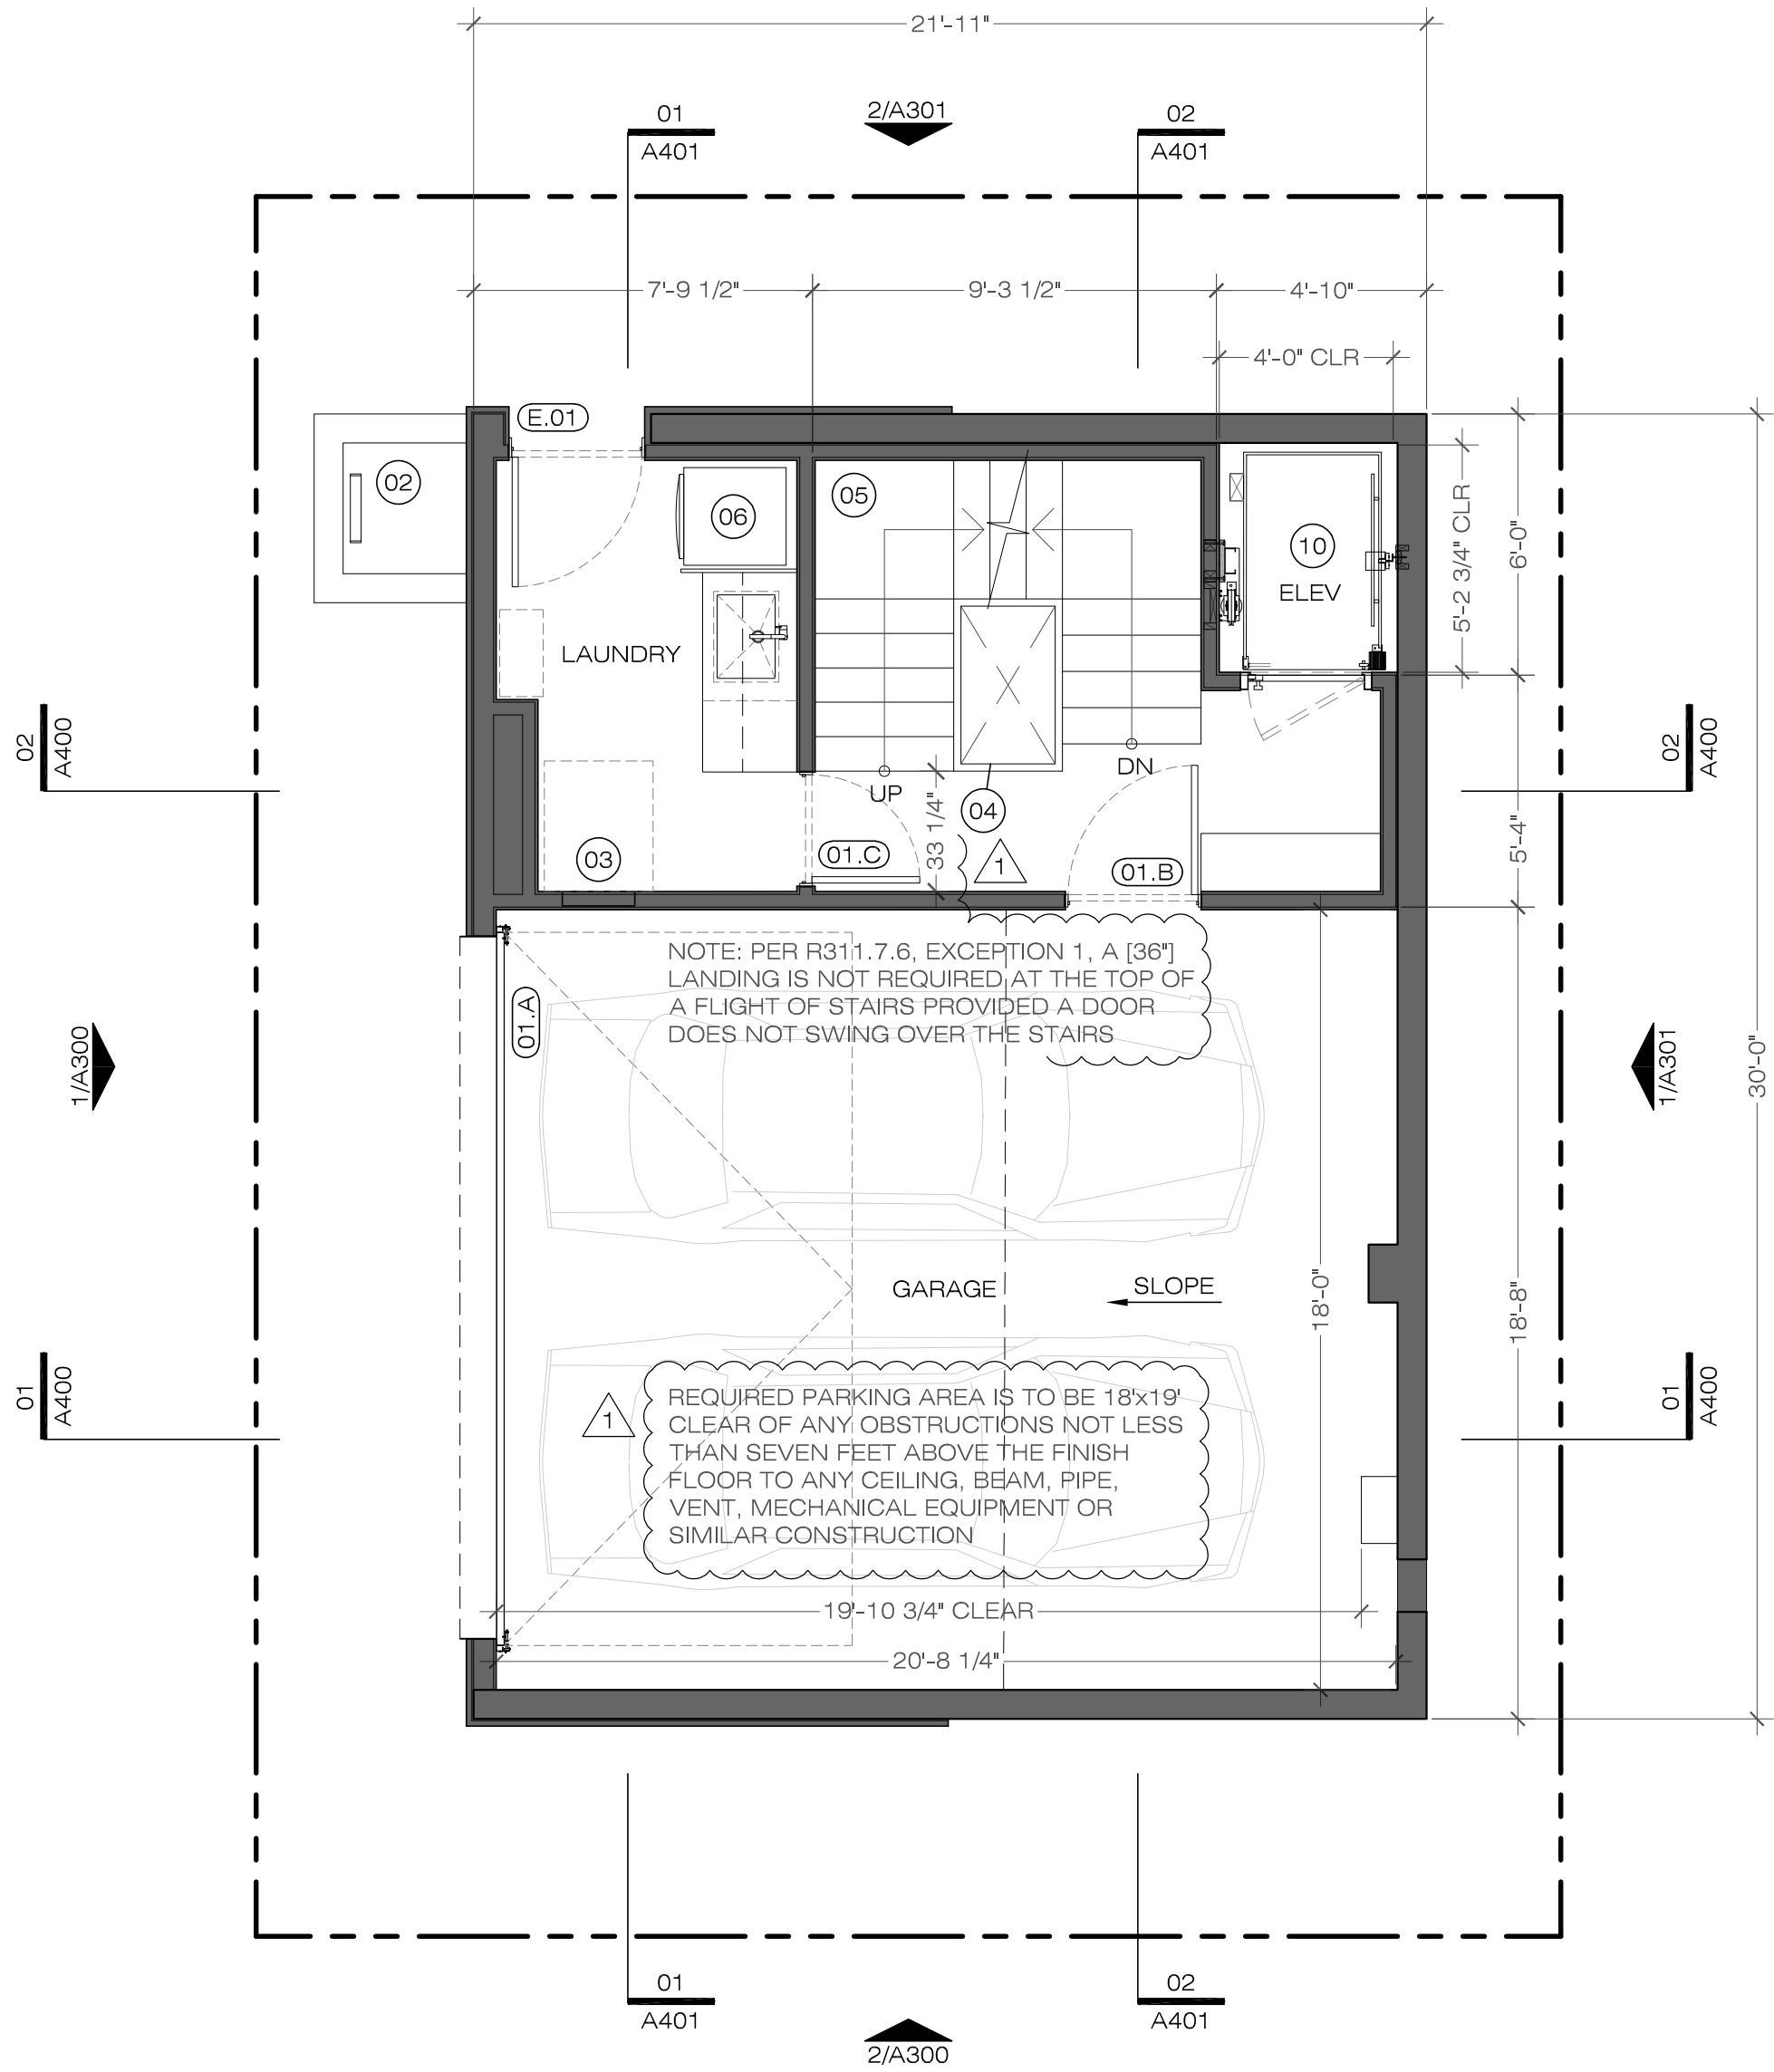 21'-11"
01
A401
2/A301
02
A401
7'-9 1/2"
9'-3 1/2"
4'-10"
4'-0" CLR
E.01
02
06
05
10
ELEV
5'-2 3/4" CLR
6'-0"
LAUNDRY
02
A400
02
A400
UP
DN
04
33 1/4"
03
01.C
1
01.B
5'-4"
NOTE: PER R311.7.6, EXCEPTION 1, A [36"]
LANDING IS NOT REQUIRED AT THE TOP OF
A FLIGHT OF STAIRS PROVIDED A DOOR
DOES NOT SWING OVER THE STAIRS
01.A
1/A300
1/A301
30'-0"
GARAGE
SLOPE
18'-0"
18'-8"
01
A400
01
A400
1
REQUIRED PARKING AREA IS TO BE 18'x19'
CLEAR OF ANY OBSTRUCTIONS NOT LESS
THAN SEVEN FEET ABOVE THE FINISH
FLOOR TO ANY CEILING, BEAM, PIPE,
VENT, MECHANICAL EQUIPMENT OR
SIMILAR CONSTRUCTION
19'-10 3/4" CLEAR
20'-8 1/4"
01
A401
02
A401
2/A300